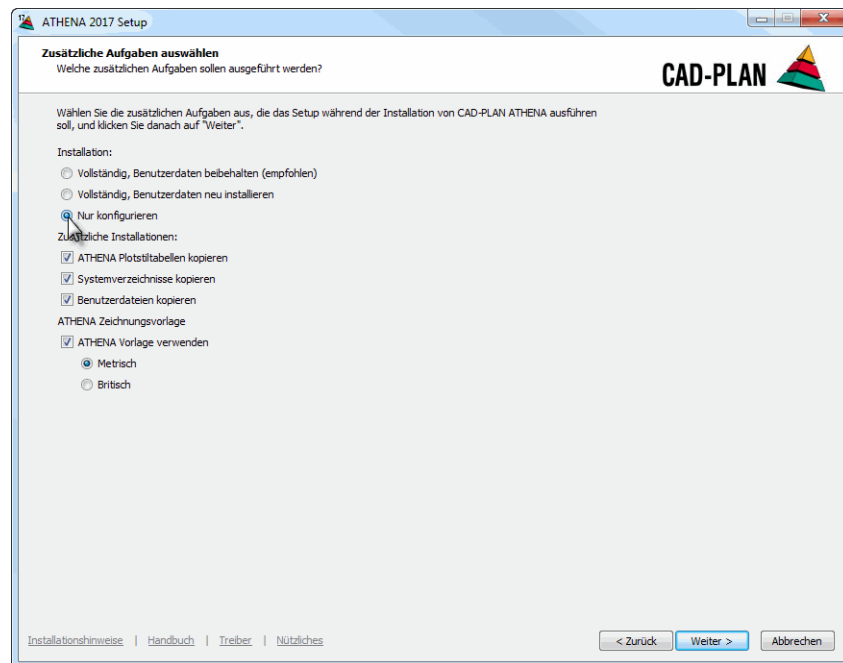 17
ATHENA 2017 Setup
Zusätzliche Aufgaben auswählen
Welche zusätzlichen Aufgaben sollen ausgeführt werden?
CAD-PLAN
Wählen Sie die zusätzlichen Aufgaben aus, die das Setup während der Installation von CAD-PLAN ATHENA ausführen
soll, und klicken Sie danach auf "Weiter".
Installation:
Vollständig, Benutzerdaten beibehalten (empfohlen)
Vollständig, Benutzerdaten neu installieren
Nur konfigurieren
Zusätzliche Installationen:
ATHENA Plotstiltabellen kopieren
Systemverzeichnisse kopieren
Benutzerdateien kopieren
ATHENA Zeichnungsvorlage
ATHENA Vorlage verwenden
Metrisch
Britisch
Installationshinweise | Handbuch | Treiber | Nützliches < Zurück Weiter > Abbrechen